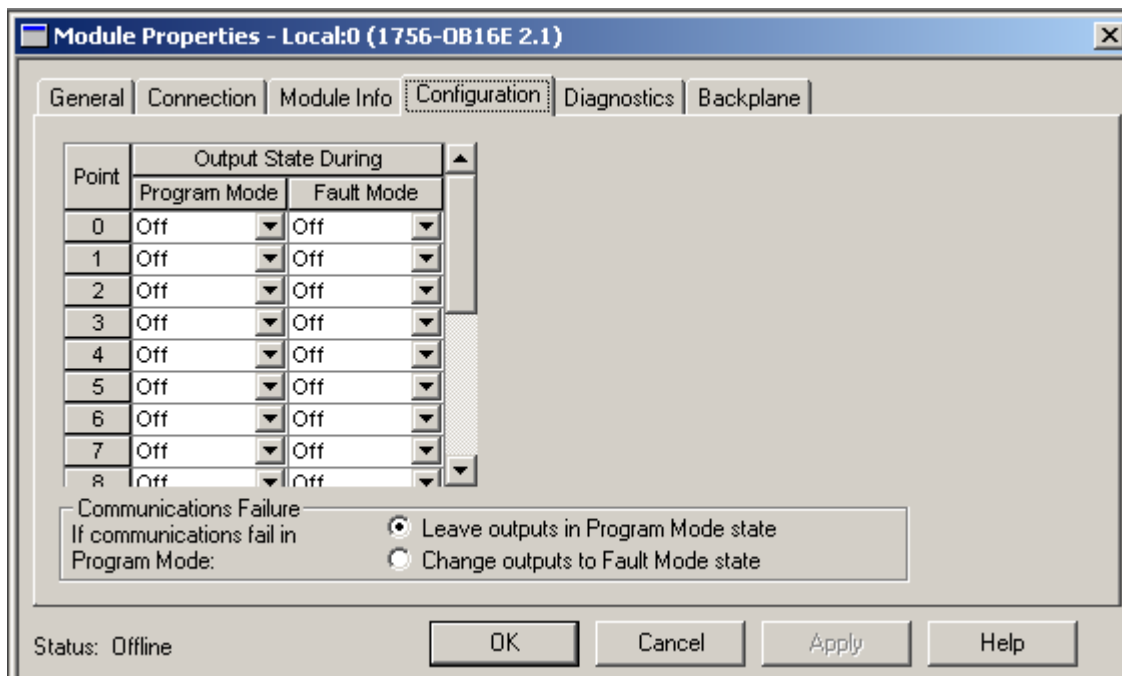 Module Properties - Local:0 (1756-OB16E 2.1)
General Connection Module Info Configuration Diagnostics Backplane
Point Output State During
Program Mode Fault Mode
0 Off Off
1 Off Off
2 Off Off
3 Off Off
4 Off Off
5 Off Off
6 Off Off
7 Off Off
8 Off Off
Communications Failure
If communications fail in
Program Mode:
Leave outputs in Program Mode state
Change outputs to Fault Mode state
Status: Offline
OK Cancel Apply Help